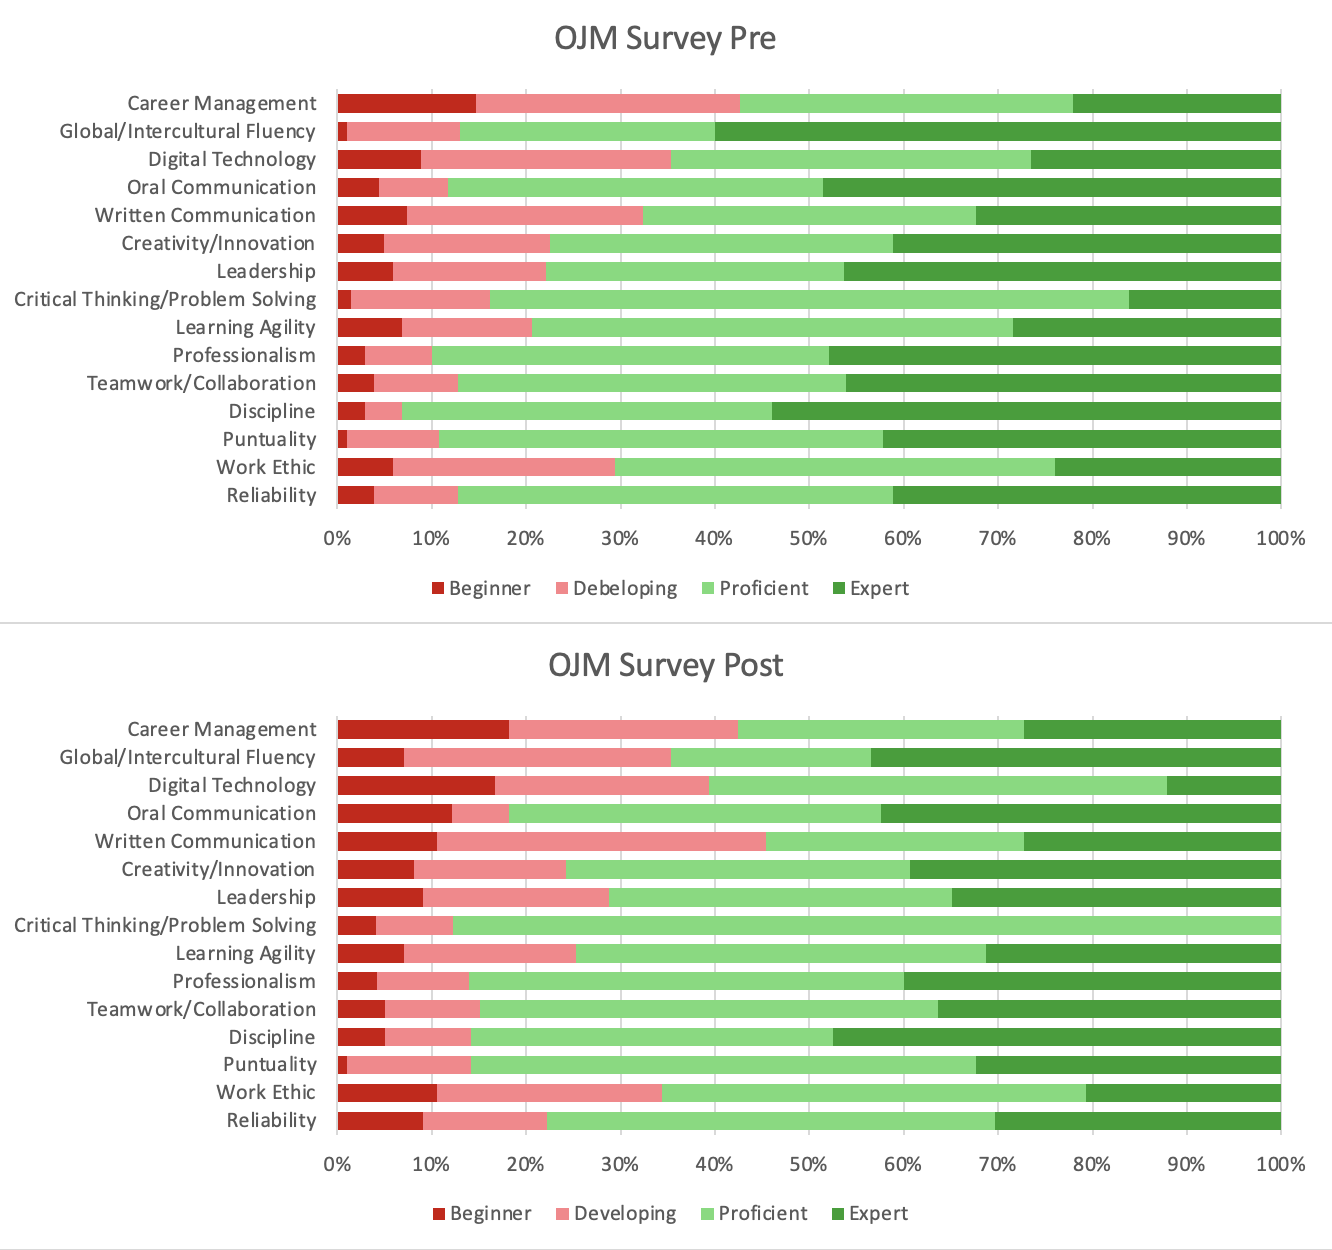 OJM Survey Pre
Career Management
Global/Intercultural Fluency
Digital Technology
Oral Communication
Written Communication
Creativity/Innovation
Leadership
Critical Thinking/Problem Solving
Learning Agility
Professionalism
Teamwork/Collaboration
Discipline
Puntuality
Work Ethic
Reliability
0% 10% 20% 30% 40% 50% 60% 70% 80% 90% 100%
Beginner Debeloping Proficient Expert
OJM Survey Post
Career Management
Global/Intercultural Fluency
Digital Technology
Oral Communication
Written Communication
Creativity/Innovation
Leadership
Critical Thinking/Problem Solving
Learning Agility
Professionalism
Teamwork/Collaboration
Discipline
Puntuality
Work Ethic
Reliability
0% 10% 20% 30% 40% 50% 60% 70% 80% 90% 100%
Beginner Developing Proficient Expert